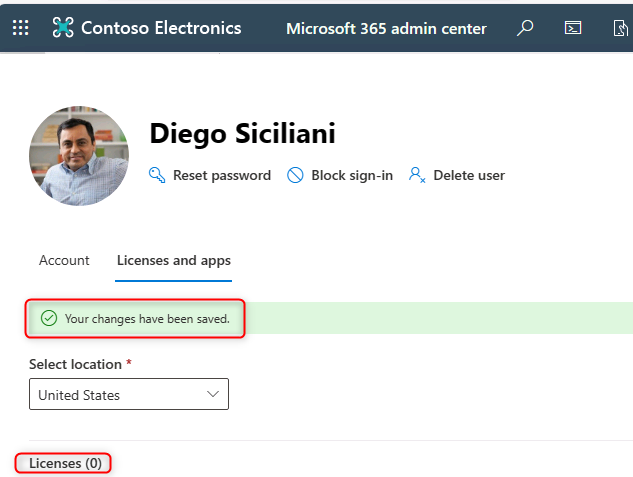 Contoso Electronics Microsoft 365 admin center
Diego Siciliani
Reset password Block sign-in Delete user
Account Licenses and apps
Your changes have been saved.
Select location *
United States
Licenses (0)